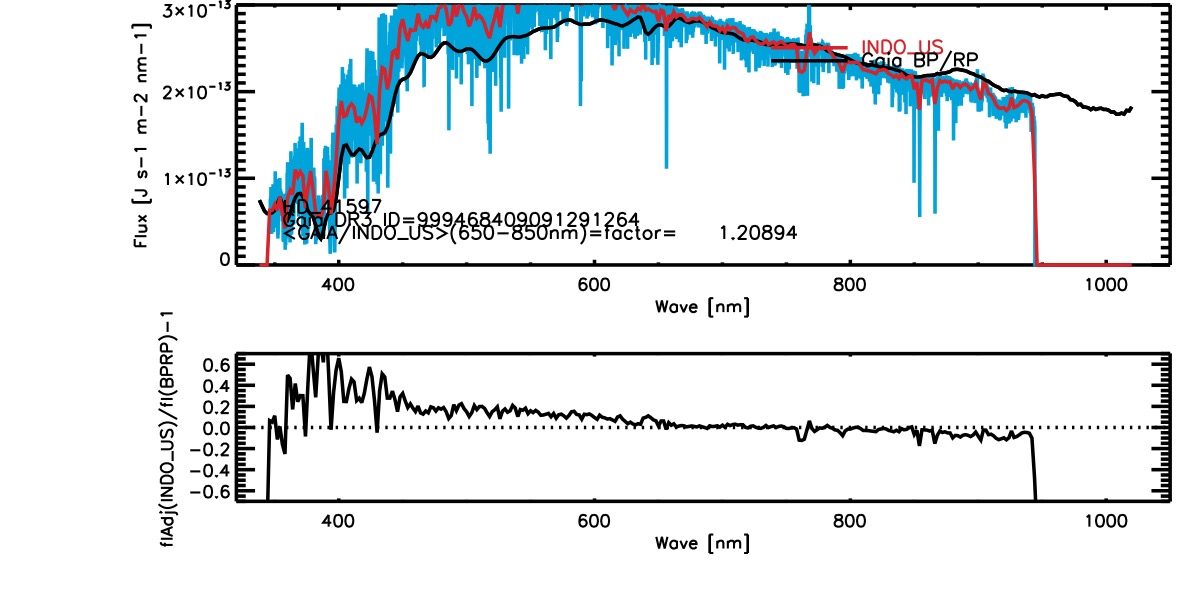 3×10−13
2×10−13
1×10−13
0
Flux [J s−1 m−2 nm−1]
INDO_US
Gaia BP/RP
HD_41597
Gaia DR3 ID=999468409091291264
<GAIA/INDO_US>(650−850nm)=factor= 1.20894
400 600 800 1000
Wave [nm]
0.6
0.4
0.2
0.0
−0.2
−0.4
−0.6
flAdj(INDO_US)/fl(BPRP)−1
400 600 800 1000
Wave [nm]